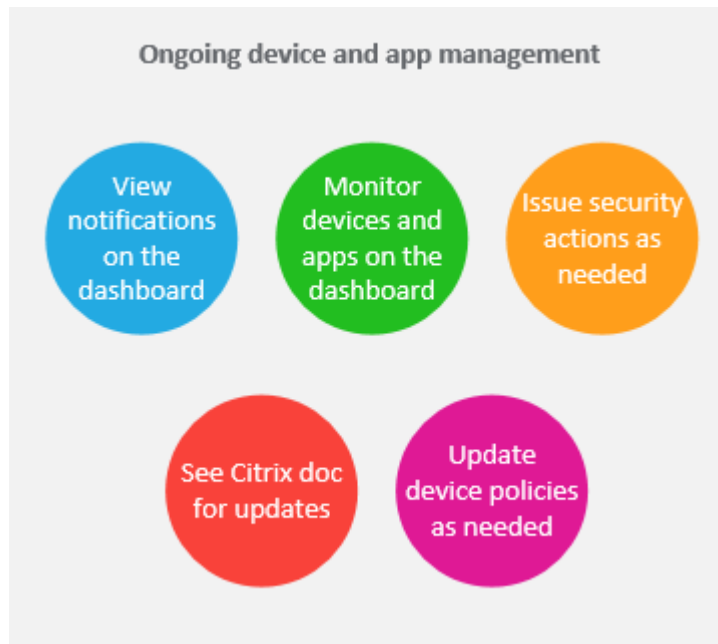 Ongoing device and app management
View
notifications
on the
dashboard
Monitor
devices and
apps on the
dashboard
Issue security
actions as
needed
See Citrix doc
for updates
Update
device policies
as needed